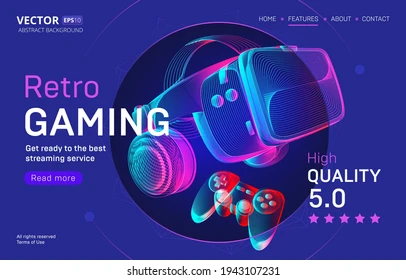 VECTOR EPS10
ABSTRACT BACKGROUND
HOME FEATURES ABOUT CONTACT
Retro
GAMING
Get ready to the best
streaming service
Read more
High
QUALITY
5.0
All rights reserved
Terms of Use
shutterstock.com · 1943107231